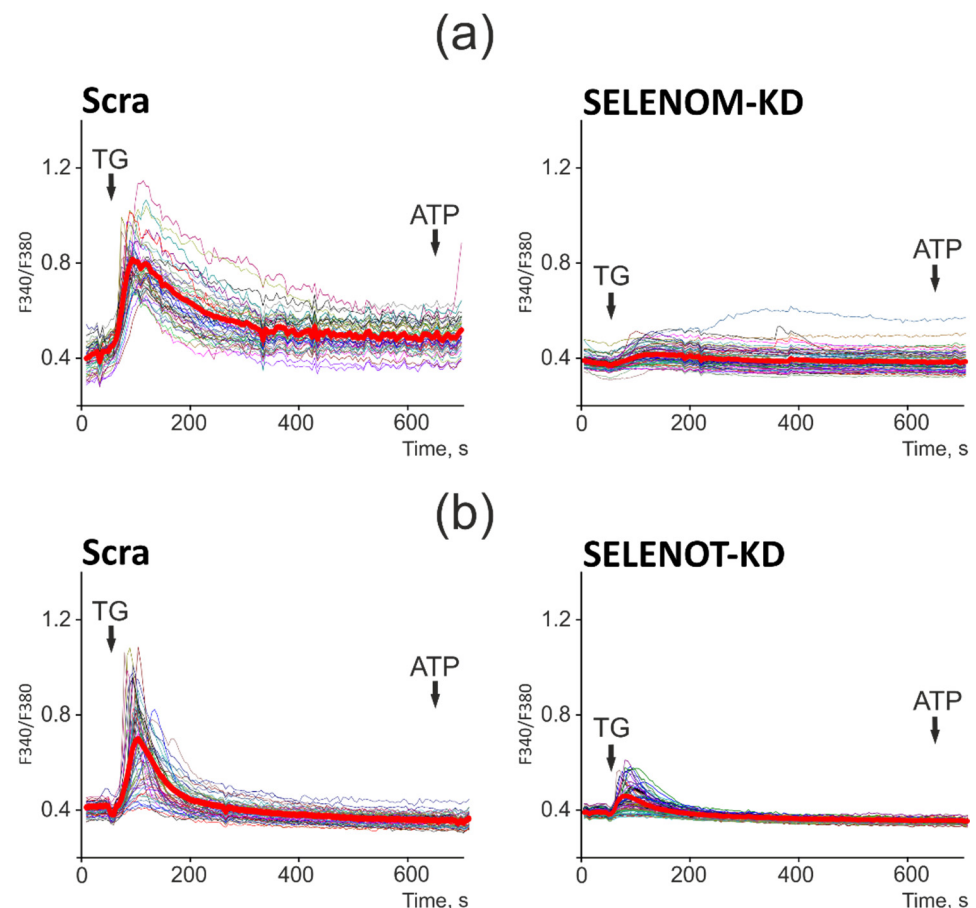 (a)
Scra
SELENOM-KD
1.2
TG
ATP
0.8
F340/F380
0.4
0
200
400
600
Time, s
1.2
ATP
0.8
TG
F340/F380
0.4
0
200
400
600
Time, s
(b)
Scra
SELENOT-KD
1.2
TG
ATP
0.8
F340/F380
0.4
0
200
400
600
Time, s
1.2
ATP
0.8
TG
F340/F380
0.4
0
200
400
600
Time, s